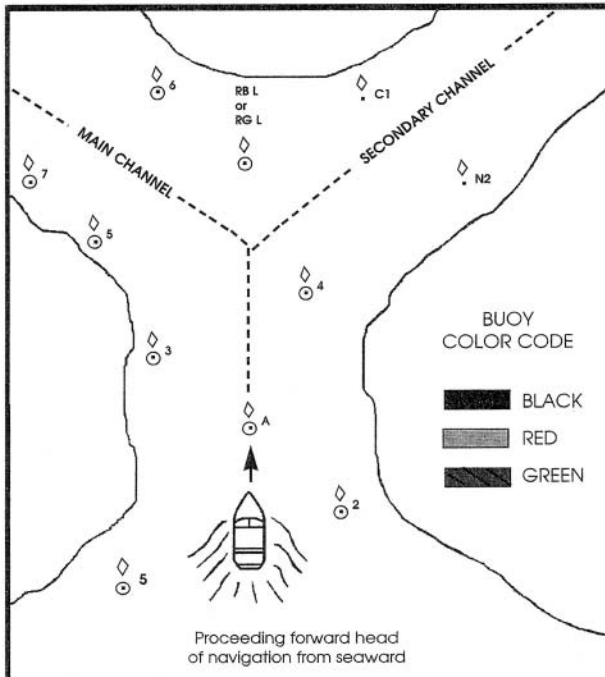 6
RB L
or
RG L
C1
MAIN CHANNEL
SECONDARY CHANNEL
7
N2
5
4
3
BUOY
COLOR CODE
BLACK
RED
GREEN
A
2
5
Proceeding forward head
of navigation from seaward